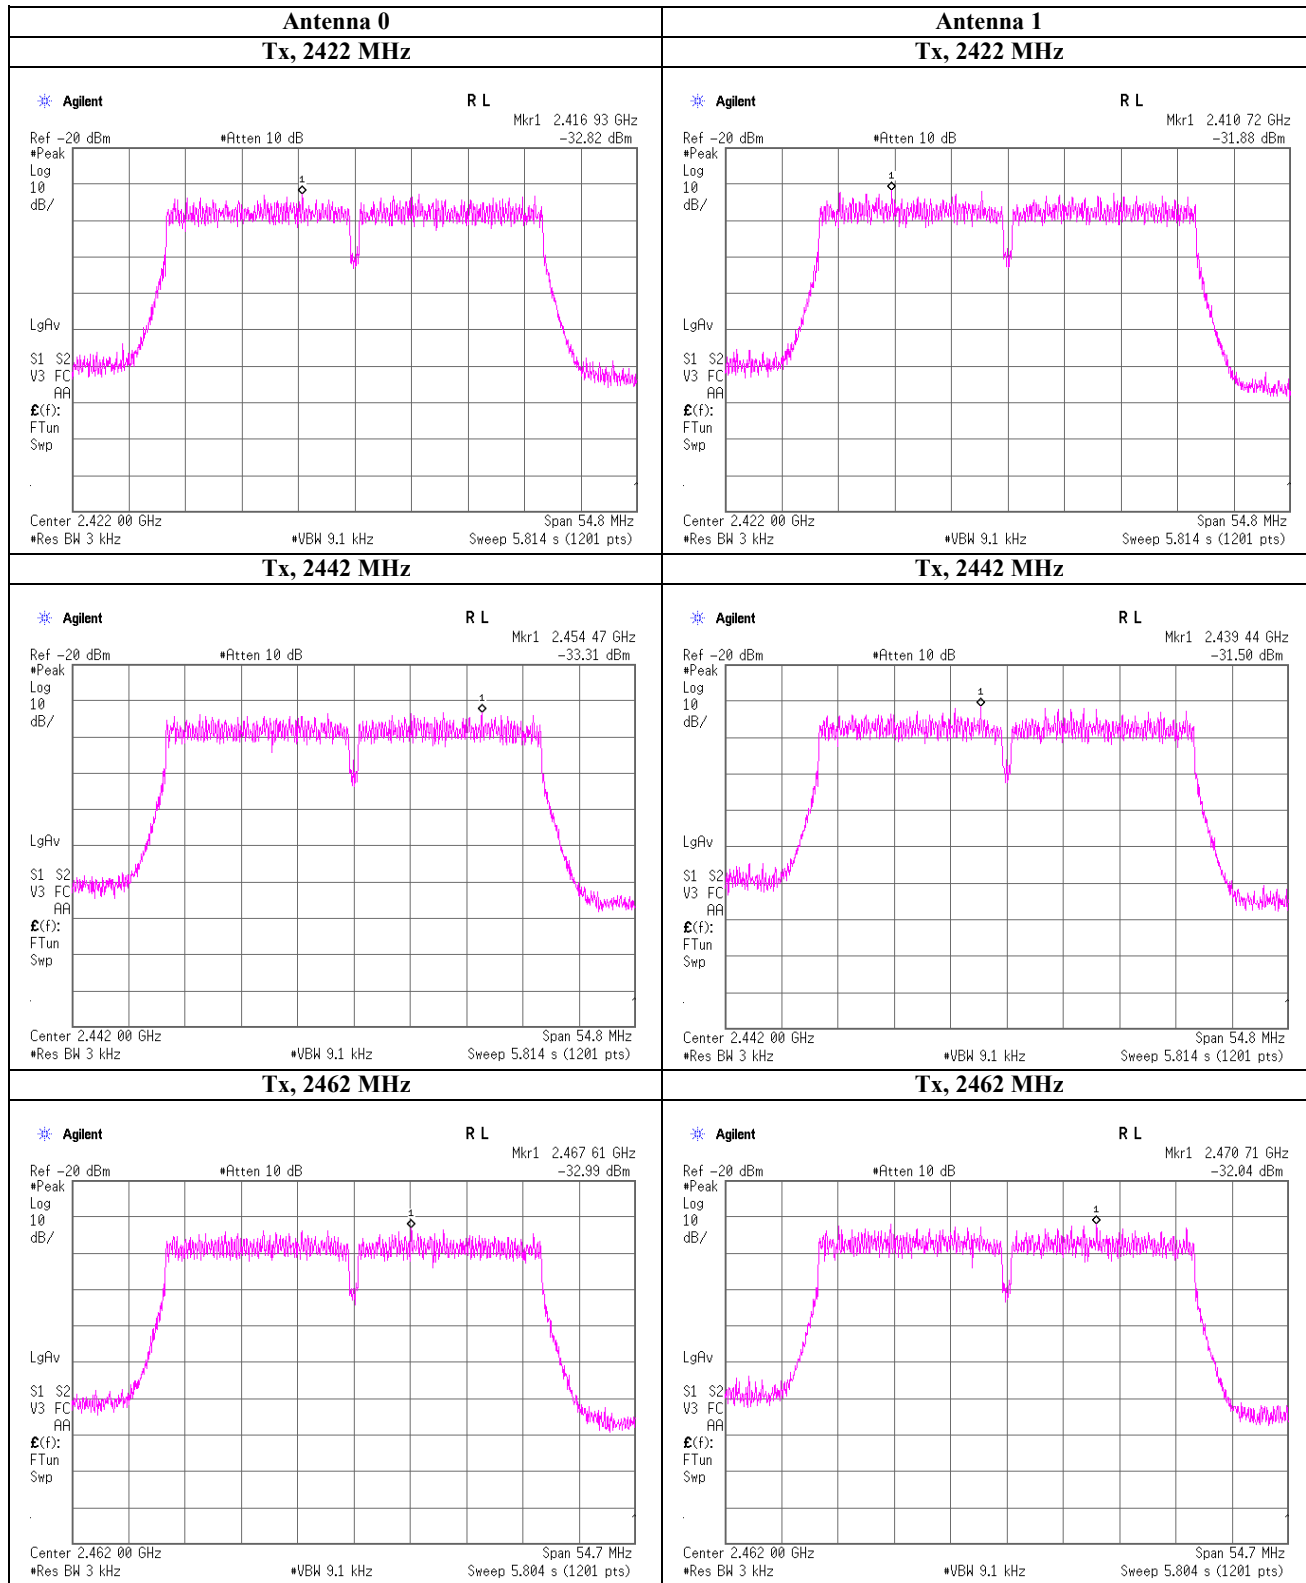 Antenna 0 Antenna 1
Tx, 2422 MHz Tx, 2422 MHz
Agilent R L
Mkr1 2.416 93 GHz
Ref -20 dBm #Atten 10 dB -32.82 dBm
#Peak
Log
10
dB/
1
LgAv
S1 S2
V3 FC
AA
£(f):
FTun
Swp
Center 2.422 00 GHz Span 54.8 MHz
#Res BW 3 kHz #VBW 9.1 kHz Sweep 5.814 s (1201 pts)
Agilent R L
Mkr1 2.410 72 GHz
Ref -20 dBm #Atten 10 dB -31.88 dBm
#Peak
Log
10
dB/
1
LgAv
S1 S2
V3 FC
AA
£(f):
FTun
Swp
Center 2.422 00 GHz Span 54.8 MHz
#Res BW 3 kHz #VBW 9.1 kHz Sweep 5.814 s (1201 pts)
Tx, 2442 MHz Tx, 2442 MHz
Agilent R L
Mkr1 2.454 47 GHz
Ref -20 dBm #Atten 10 dB -33.31 dBm
#Peak
Log
10
dB/
1
LgAv
S1 S2
V3 FC
AA
£(f):
FTun
Swp
Center 2.442 00 GHz Span 54.8 MHz
#Res BW 3 kHz #VBW 9.1 kHz Sweep 5.814 s (1201 pts)
Agilent R L
Mkr1 2.439 44 GHz
Ref -20 dBm #Atten 10 dB -31.50 dBm
#Peak
Log
10
dB/
1
LgAv
S1 S2
V3 FC
AA
£(f):
FTun
Swp
Center 2.442 00 GHz Span 54.8 MHz
#Res BW 3 kHz #VBW 9.1 kHz Sweep 5.814 s (1201 pts)
Tx, 2462 MHz Tx, 2462 MHz
Agilent R L
Mkr1 2.467 61 GHz
Ref -20 dBm #Atten 10 dB -32.99 dBm
#Peak
Log
10
dB/
1
LgAv
S1 S2
V3 FC
AA
£(f):
FTun
Swp
Center 2.462 00 GHz Span 54.7 MHz
#Res BW 3 kHz #VBW 9.1 kHz Sweep 5.804 s (1201 pts)
Agilent R L
Mkr1 2.470 71 GHz
Ref -20 dBm #Atten 10 dB -32.04 dBm
#Peak
Log
10
dB/
1
LgAv
S1 S2
V3 FC
AA
£(f):
FTun
Swp
Center 2.462 00 GHz Span 54.7 MHz
#Res BW 3 kHz #VBW 9.1 kHz Sweep 5.804 s (1201 pts)